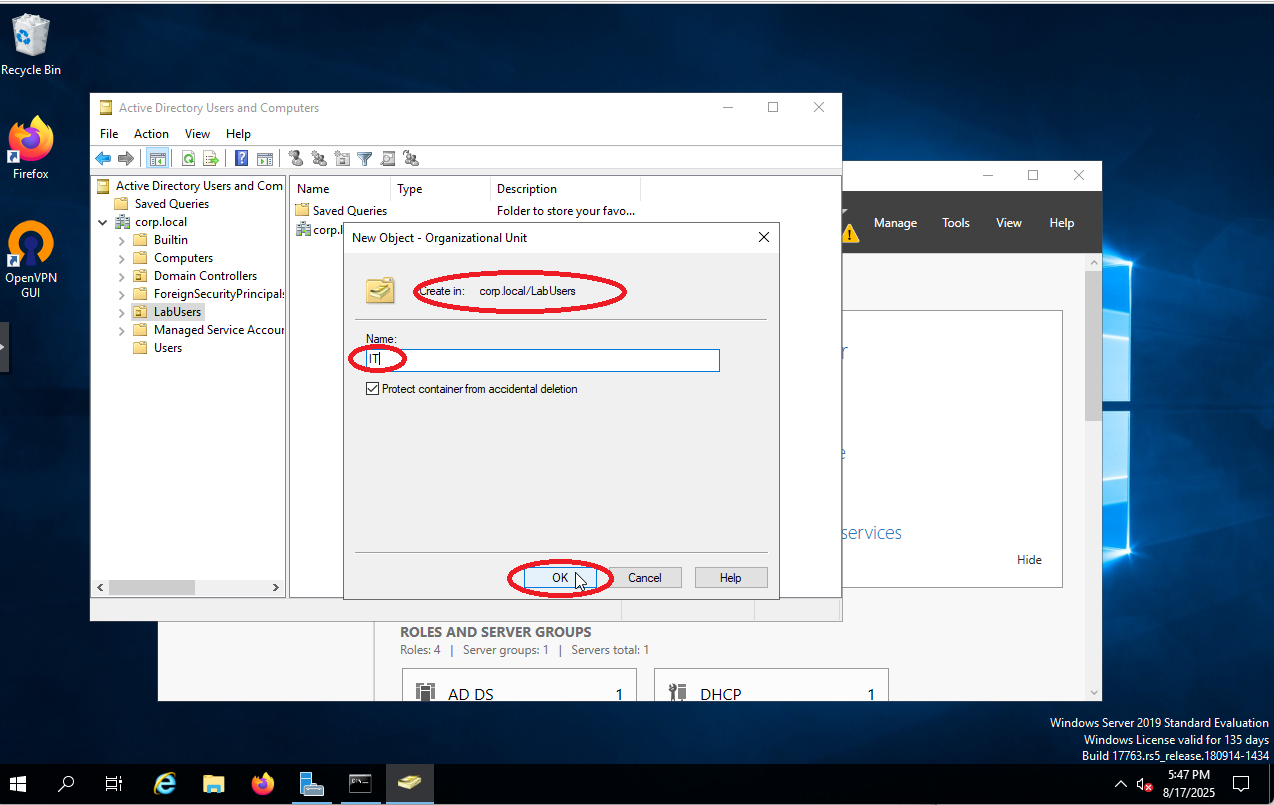 Recycle Bin
Firefox
OpenVPN
GUI
Active Directory Users and Computers
File Action View Help
Active Directory Users and Com
Saved Queries
corp.local
Builtin
Computers
Domain Controllers
ForeignSecurityPrincipals
LabUsers
Managed Service Accour
Users
Name Type Description
Saved Queries Folder to store your favo...
corp.l
New Object - Organizational Unit
Create in: corp.local/LabUsers
Name:
IT
Protect container from accidental deletion
OK Cancel Help
Manage Tools View Help
services
Hide
ROLES AND SERVER GROUPS
Roles: 4 | Server groups: 1 | Servers total: 1
AD DS 1
DHCP 1
Windows Server 2019 Standard Evaluation
Windows License valid for 135 days
Build 17763.rs5_release.180914-1434
5:47 PM
8/17/2025